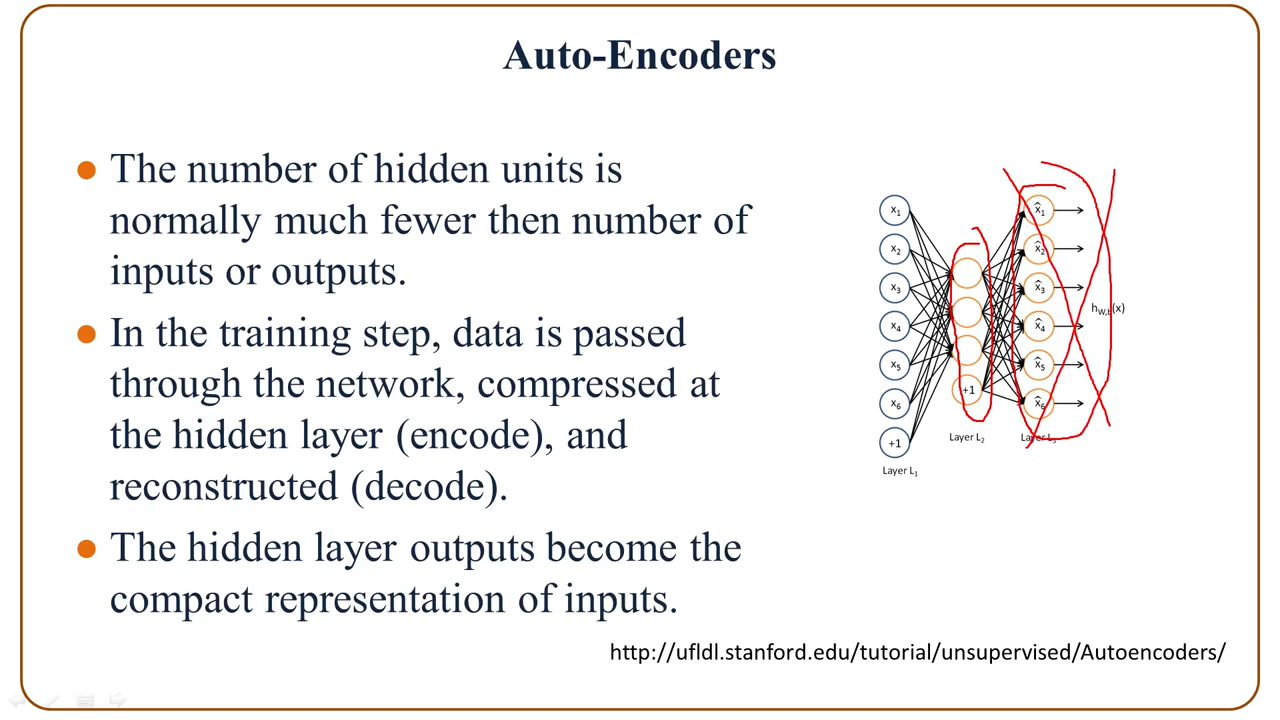 Auto-Encoders
● The number of hidden units is
normally much fewer then number of
inputs or outputs.
● In the training step, data is passed
through the network, compressed at
the hidden layer (encode), and
reconstructed (decode).
● The hidden layer outputs become the
compact representation of inputs.
x1
x2
x3
x4
x5
x6
+1
Layer L1
+1
Layer L2
x̂1
x̂2
x̂3
x̂4
x̂5
x̂6
Layer L3
hW,b(x)
http://ufldl.stanford.edu/tutorial/unsupervised/Autoencoders/